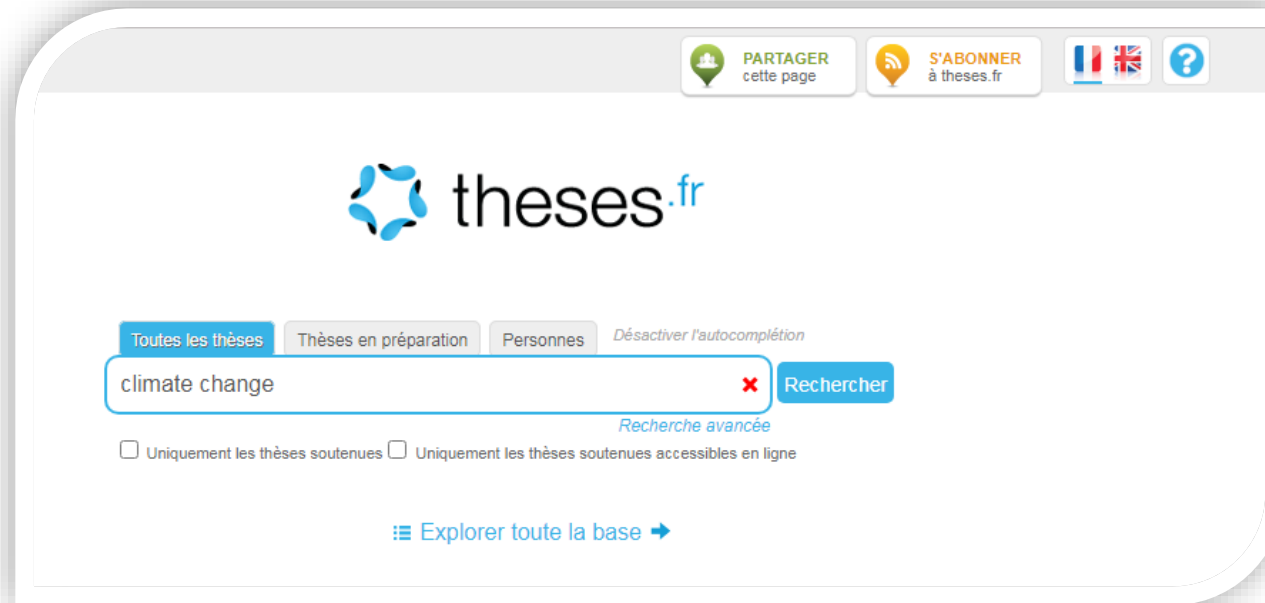 PARTAGER
cette page
S'ABONNER
à theses.fr
?
theses.fr
Toutes les thèses
Thèses en préparation
Personnes
Désactiver l'autocomplétion
climate change
Rechercher
Recherche avancée
Uniquement les thèses soutenues
Uniquement les thèses soutenues accessibles en ligne
Explorer toute la base